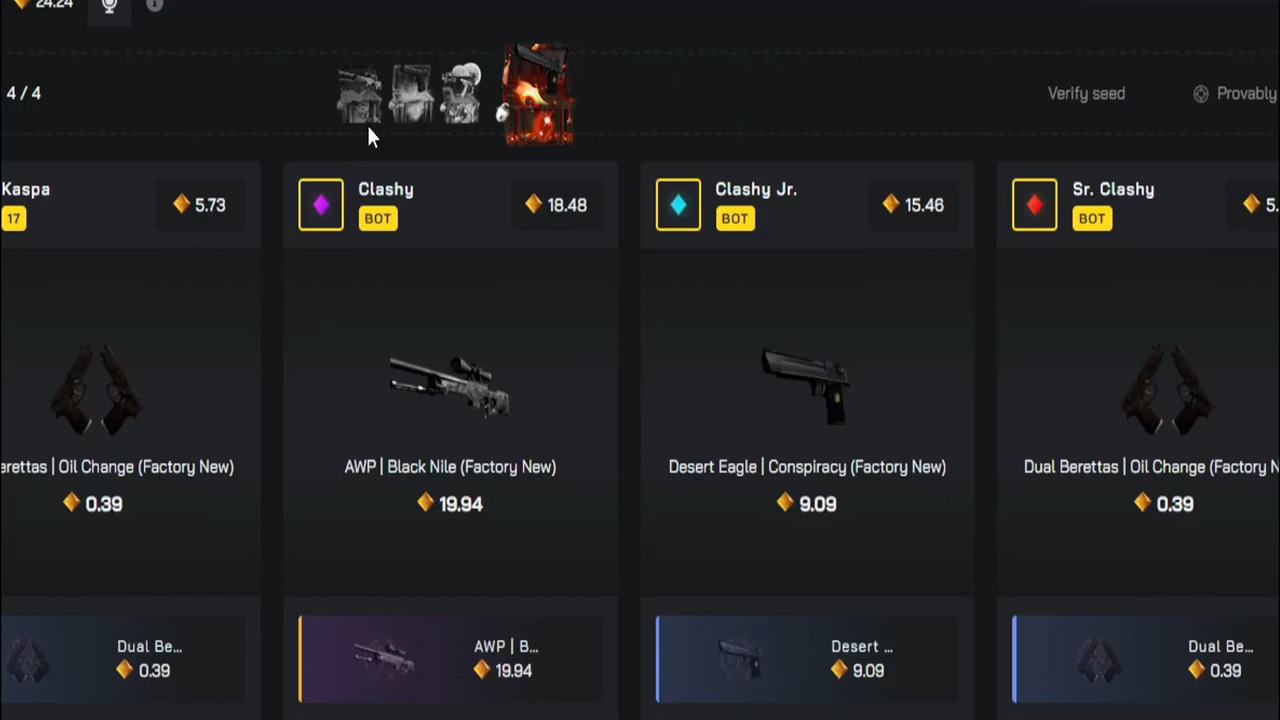 24.24
4 / 4
Verify seed
Provably
Kaspa
17
5.73
Clashy
BOT
18.48
Clashy Jr.
BOT
15.46
Sr. Clashy
BOT
5.
erettas | Oil Change (Factory New)
0.39
AWP | Black Nile (Factory New)
19.94
Desert Eagle | Conspiracy (Factory New)
9.09
Dual Berettas | Oil Change (Factory N
0.39
Dual Be...
0.39
AWP | B...
19.94
Desert ...
9.09
Dual Be...
0.39